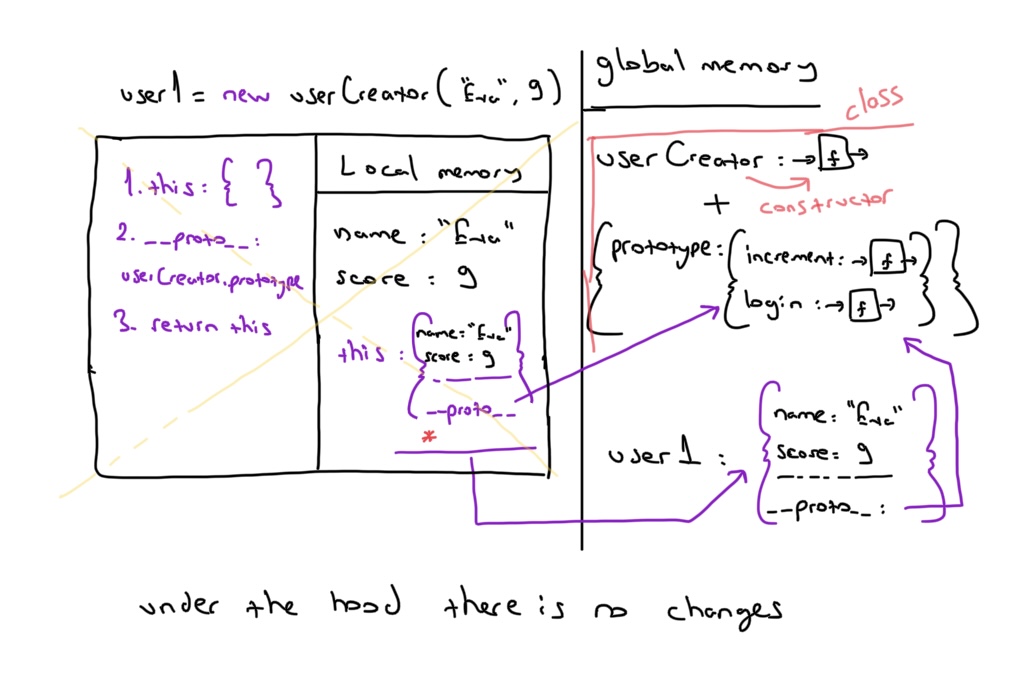 user1 = new userCreator("Eva", 9)
1. this: { }
2. __proto__:
userCreator.prototype
3. return this
Local memory
name : "Eva"
score : 9
this :
{name: "Eva"
score : 9
__proto__}
*
global memory
class
userCreator : → f →
+ constructor
{prototype: {increment: → f →
login : → f →}}
user1 :
{name: "Eva"
score: 9
__proto__ : }
under the hood there is no changes